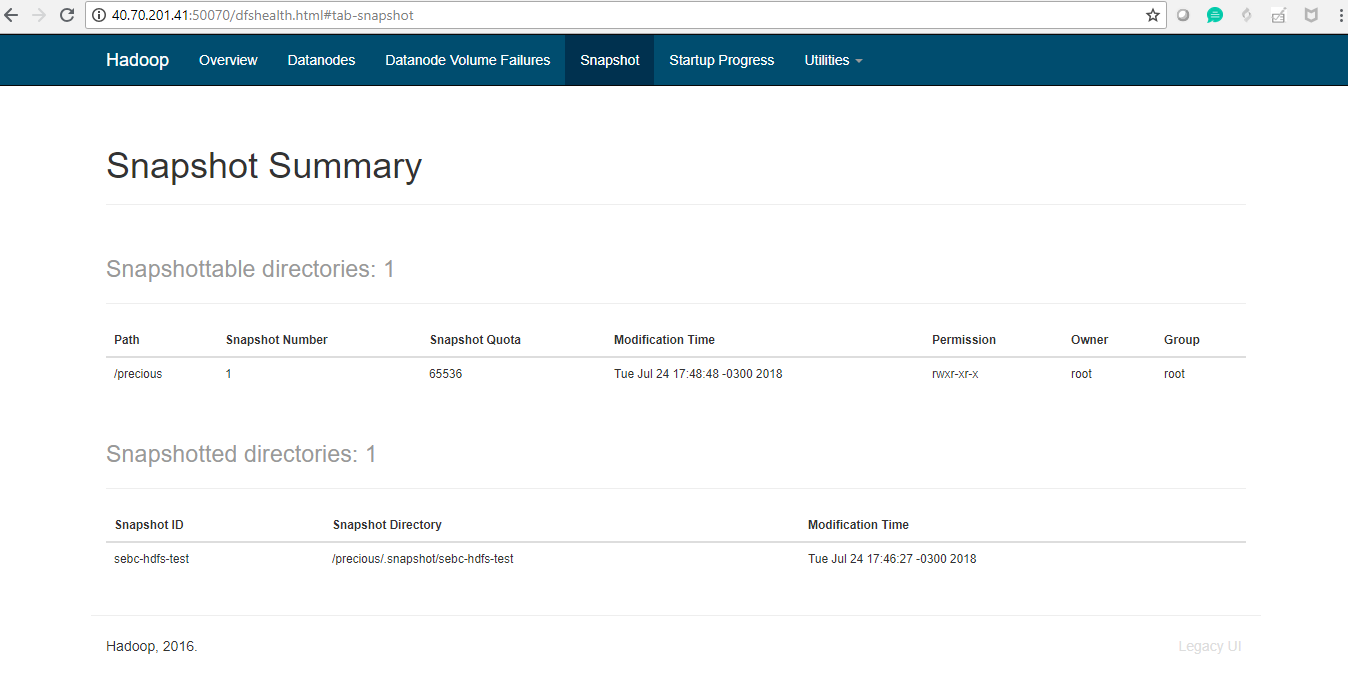 40.70.201.41:50070/dfshealth.html#tab-snapshot
Hadoop Overview Datanodes Datanode Volume Failures Snapshot Startup Progress Utilities
Snapshot Summary
Snapshottable directories: 1
Path Snapshot Number Snapshot Quota Modification Time Permission Owner Group
/precious 1 65536 Tue Jul 24 17:48:48 -0300 2018 rwxr-xr-x root root
Snapshotted directories: 1
Snapshot ID Snapshot Directory Modification Time
sebc-hdfs-test /precious/.snapshot/sebc-hdfs-test Tue Jul 24 17:46:27 -0300 2018
Hadoop, 2016. Legacy UI